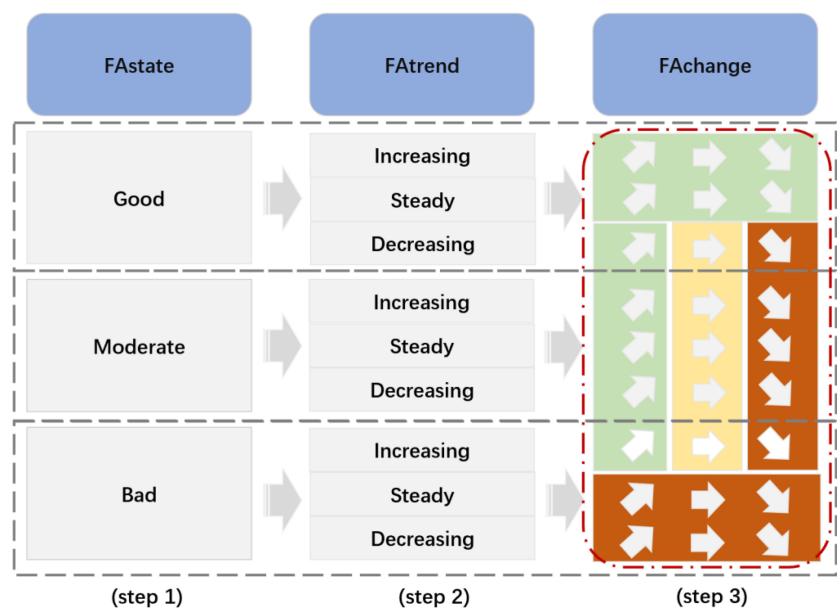 FAstate
FAtrend
FAchange
Good
Increasing
Steady
Decreasing
Moderate
Increasing
Steady
Decreasing
Bad
Increasing
Steady
Decreasing
(step 1)
(step 2)
(step 3)